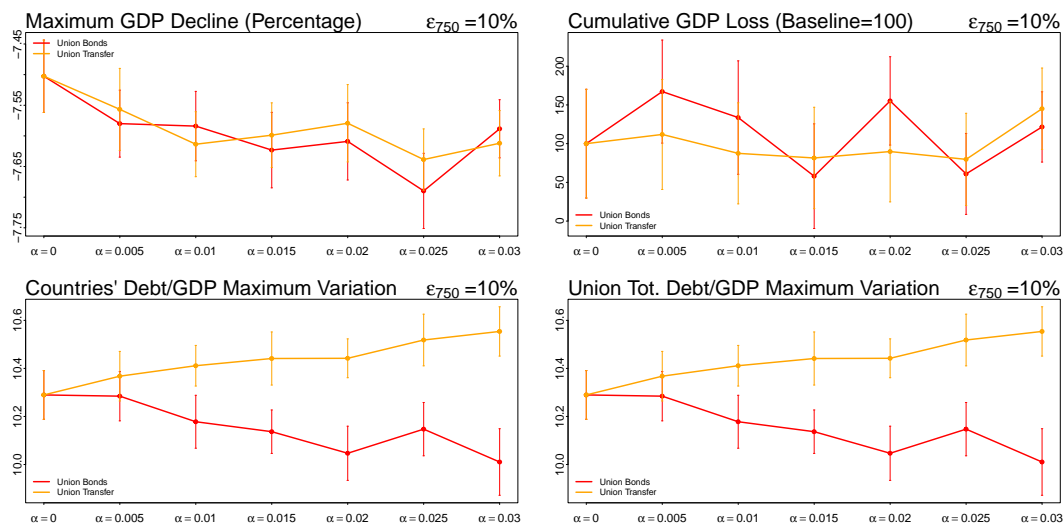 Maximum GDP Decline (Percentage) ε750 =10%
−7.45
−7.55
−7.65
−7.75
Union Bonds
Union Transfer
α = 0 α = 0.005 α = 0.01 α = 0.015 α = 0.02 α = 0.025 α = 0.03
Cumulative GDP Loss (Baseline=100) ε750 =10%
200
150
100
50
0
Union Bonds
Union Transfer
α = 0 α = 0.005 α = 0.01 α = 0.015 α = 0.02 α = 0.025 α = 0.03
Countries' Debt/GDP Maximum Variation ε750 =10%
10.6
10.4
10.2
10.0
Union Bonds
Union Transfer
α = 0 α = 0.005 α = 0.01 α = 0.015 α = 0.02 α = 0.025 α = 0.03
Union Tot. Debt/GDP Maximum Variation ε750 =10%
10.6
10.4
10.2
10.0
Union Bonds
Union Transfer
α = 0 α = 0.005 α = 0.01 α = 0.015 α = 0.02 α = 0.025 α = 0.03